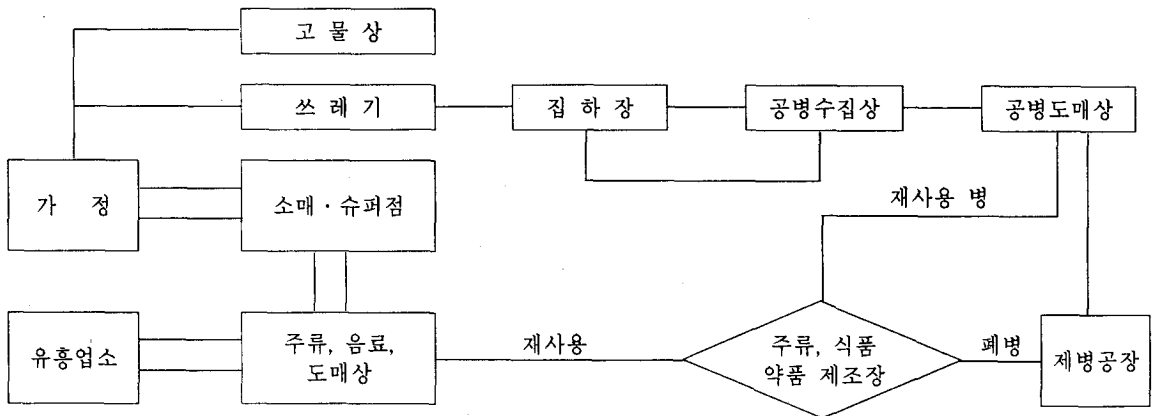 고 물 상
쓰 레 기
집 하 장
공병수집상
공병도매상
가 정
소매 · 슈퍼점
재사용 병
유흥업소
주류, 음료,
도매상
재사용
주류, 식품
약품 제조장
폐병
제병공장